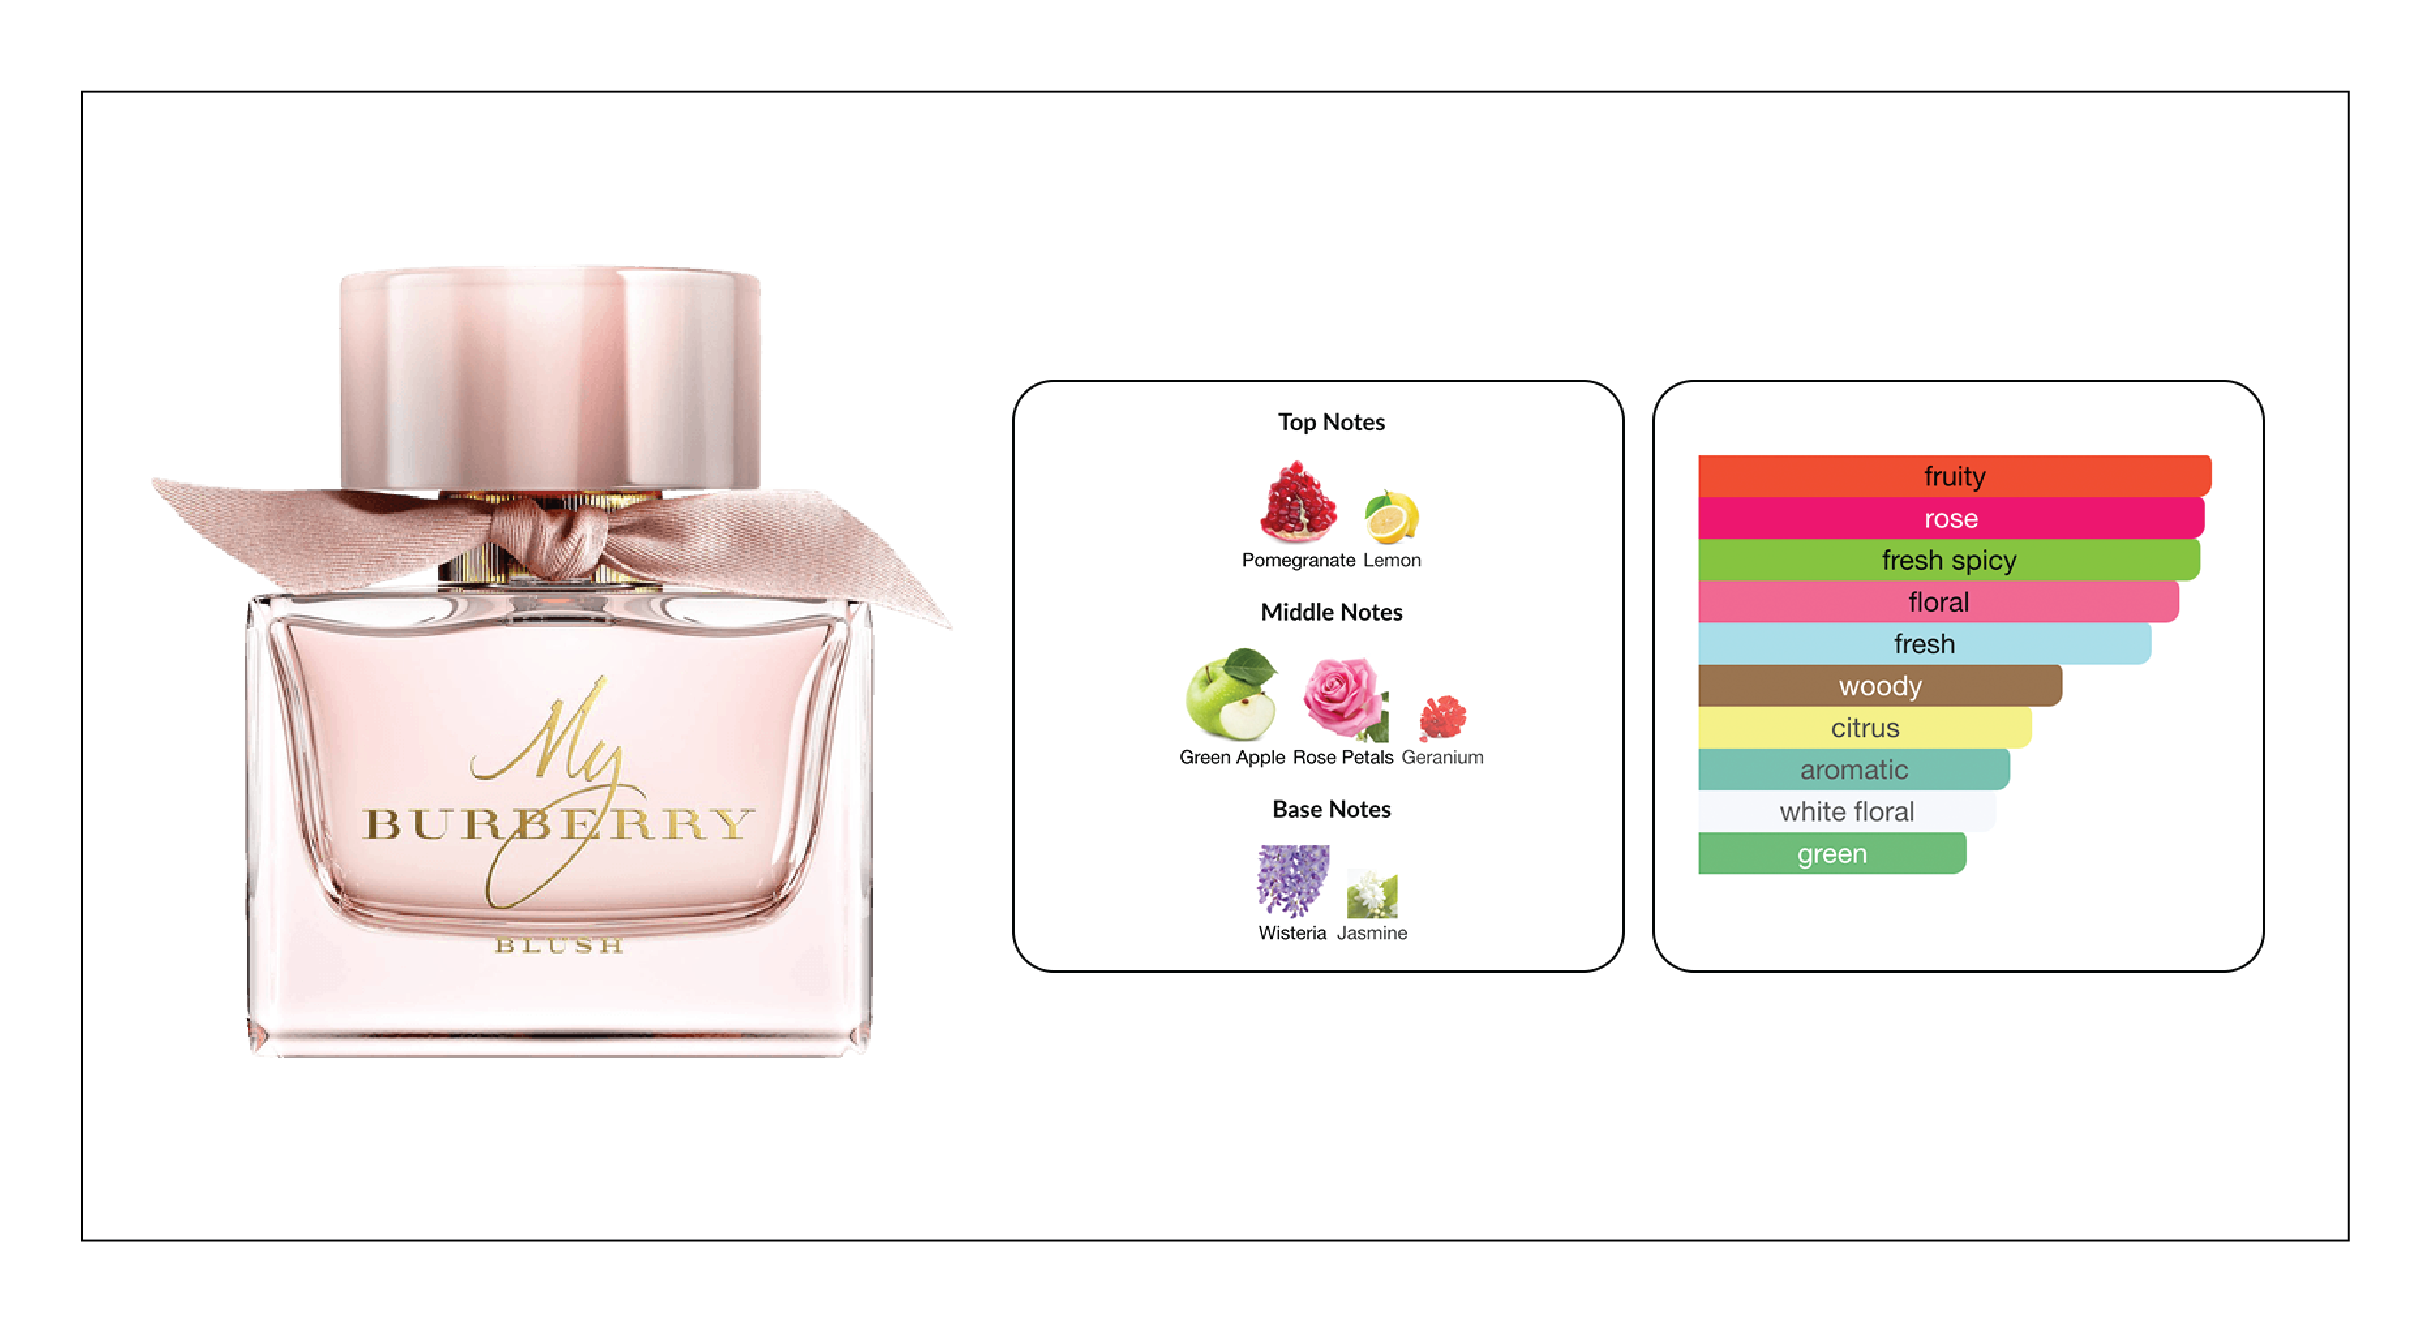 My
BURBERRY
BLUSH
Top Notes
Pomegranate Lemon
Middle Notes
Green Apple Rose Petals Geranium
Base Notes
Wisteria Jasmine
fruity
rose
fresh spicy
floral
fresh
woody
citrus
aromatic
white floral
green